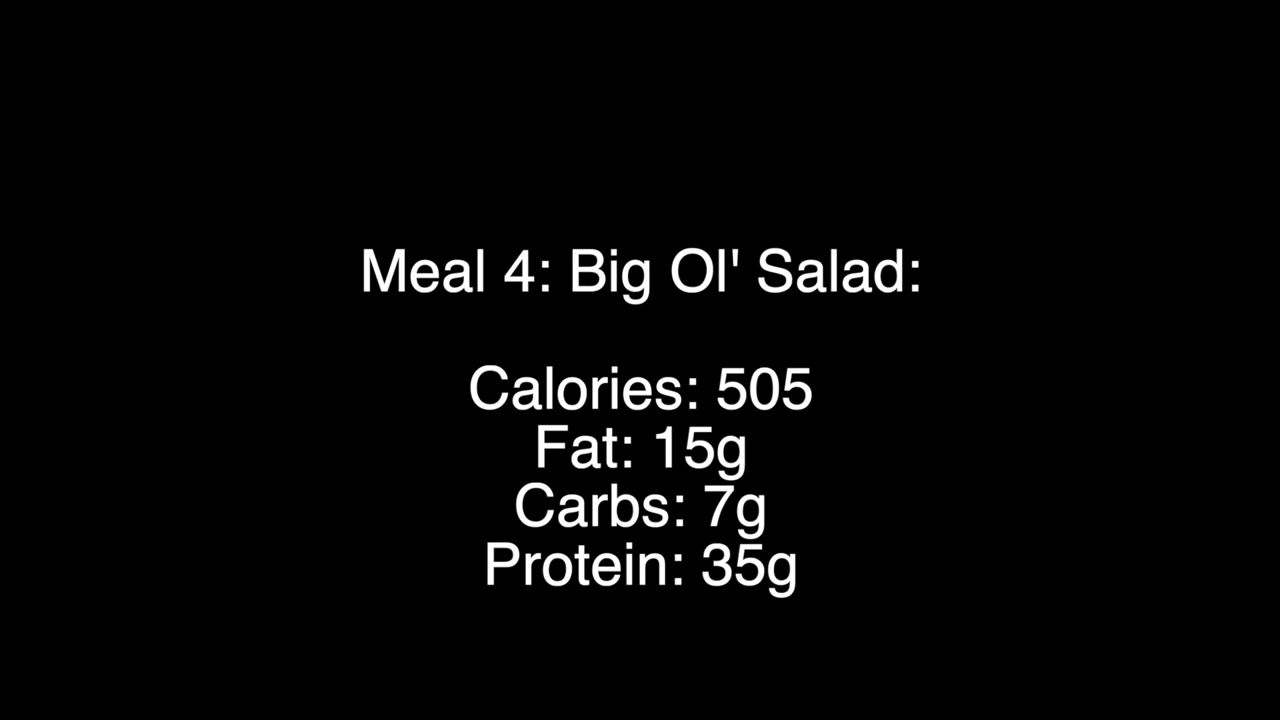 Meal 4: Big Ol' Salad:
Calories: 505
Fat: 15g
Carbs: 7g
Protein: 35g